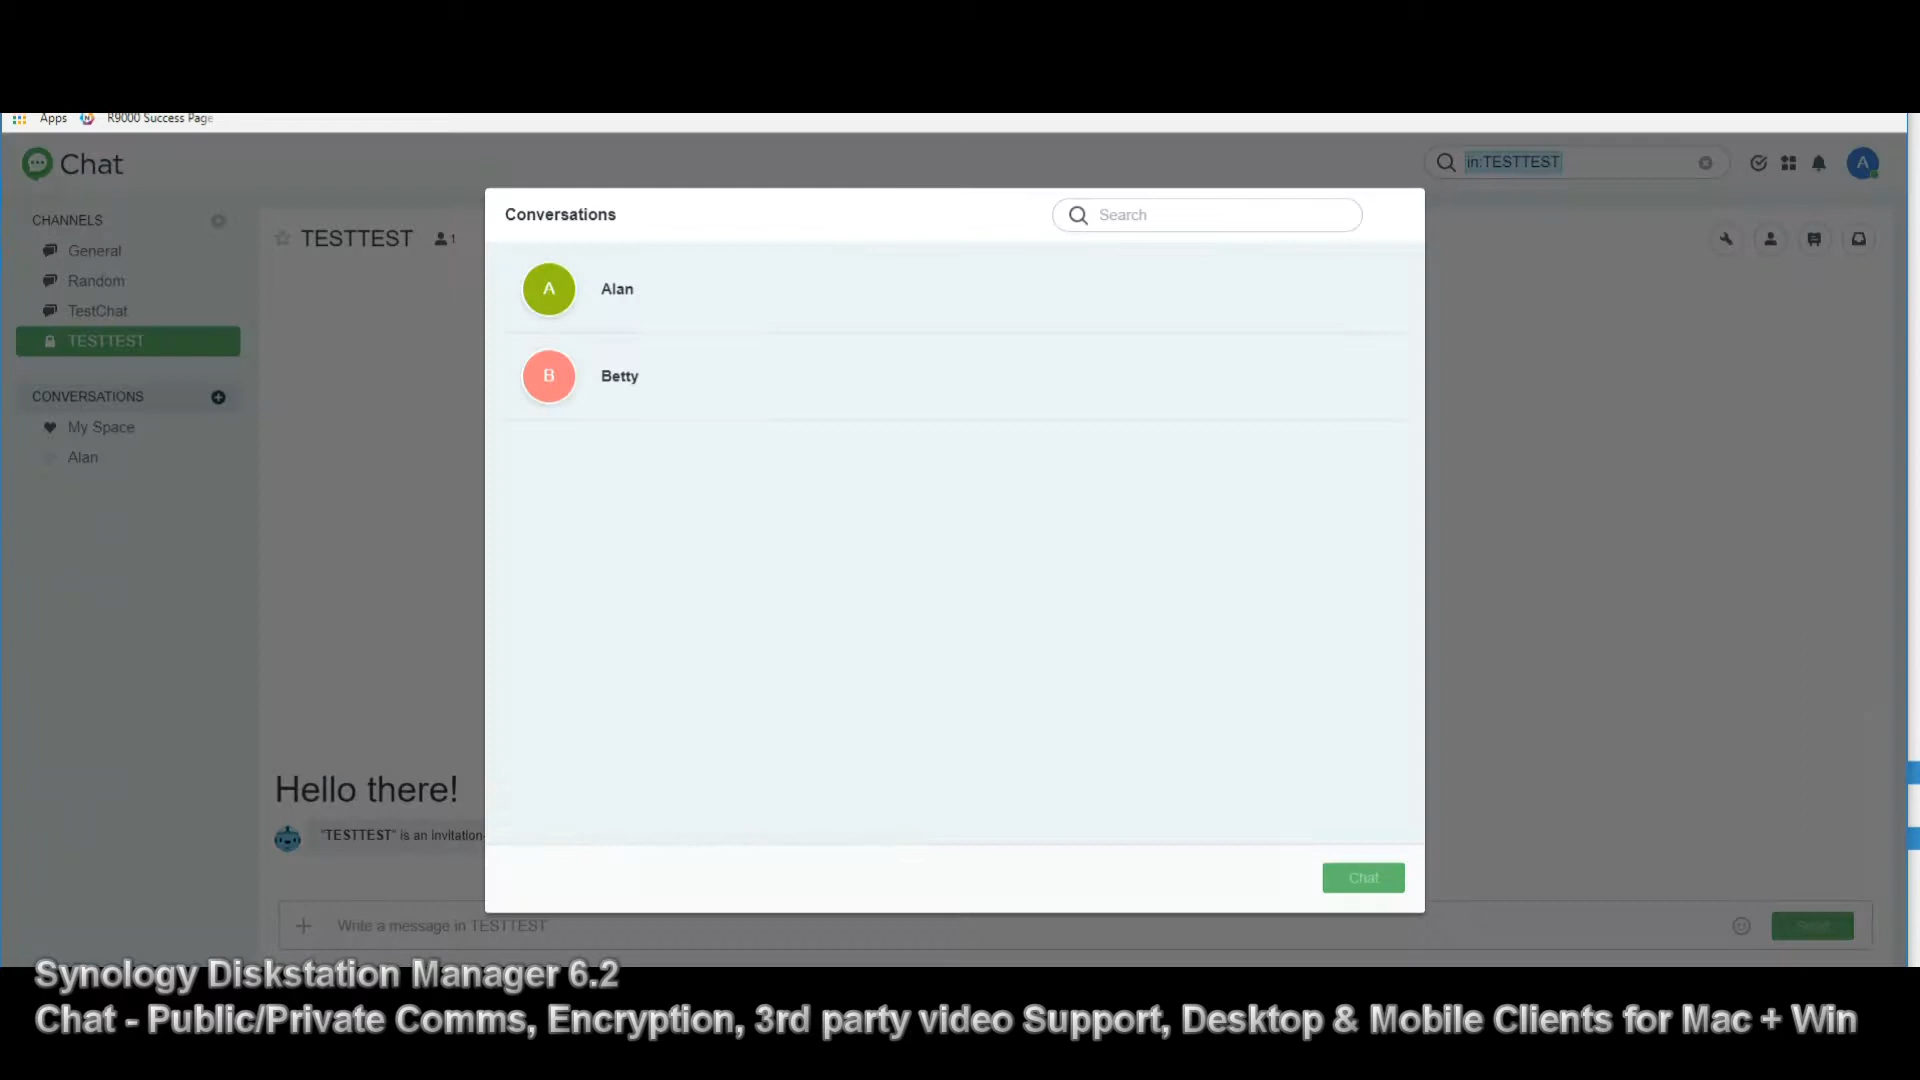 Apps R9000 Success Page
Chat
in:TESTTEST
A
CHANNELS
General
Random
TestChat
TESTTEST
CONVERSATIONS
My Space
Alan
TESTTEST 1
Conversations
Search
A Alan
B Betty
Chat
Hello there!
"TESTTEST" is an invitation-
Write a message in TESTTEST
Send
Synology Diskstation Manager 6.2
Chat - Public/Private Comms, Encryption, 3rd party video Support, Desktop & Mobile Clients for Mac + Win